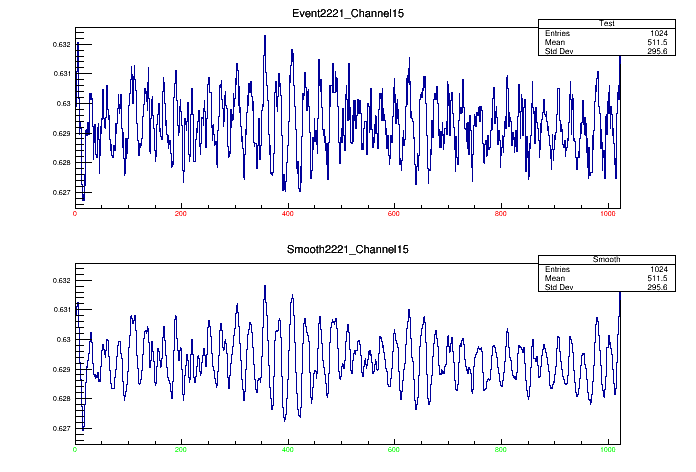 Event2221_Channel15
Test
Entries 1024
Mean 511.5
Std Dev 295.6
0.632
0.631
0.63
0.629
0.628
0.627
0 200 400 600 800 1000
Smooth2221_Channel15
Smooth
Entries 1024
Mean 511.5
Std Dev 295.6
0.632
0.631
0.63
0.629
0.628
0.627
0 200 400 600 800 1000